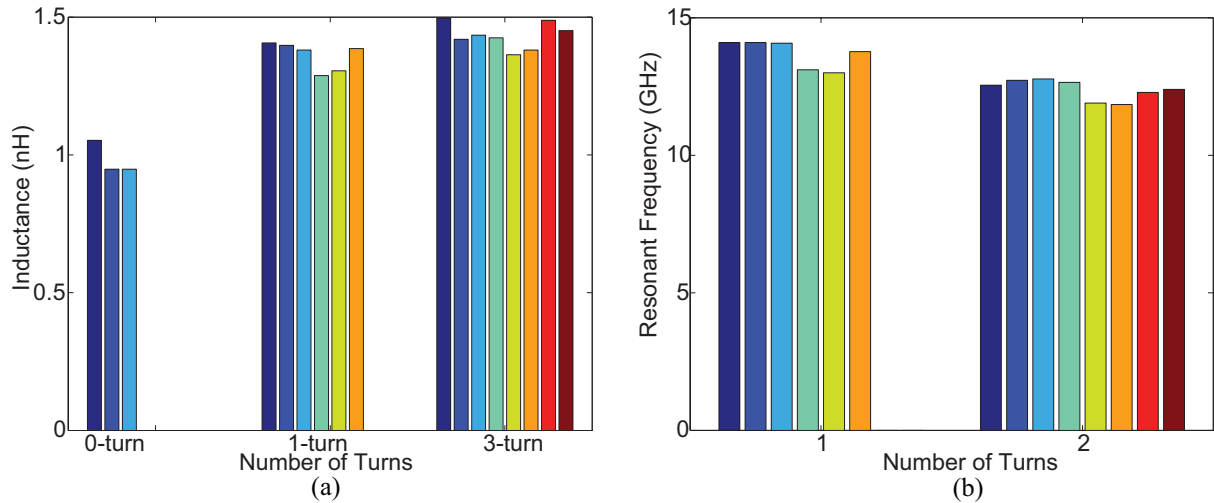 1.5
1
0.5
0
Inductance (nH)
0-turn
1-turn
3-turn
Number of Turns
(a)
15
10
5
0
Resonant Frequency (GHz)
1
2
Number of Turns
(b)